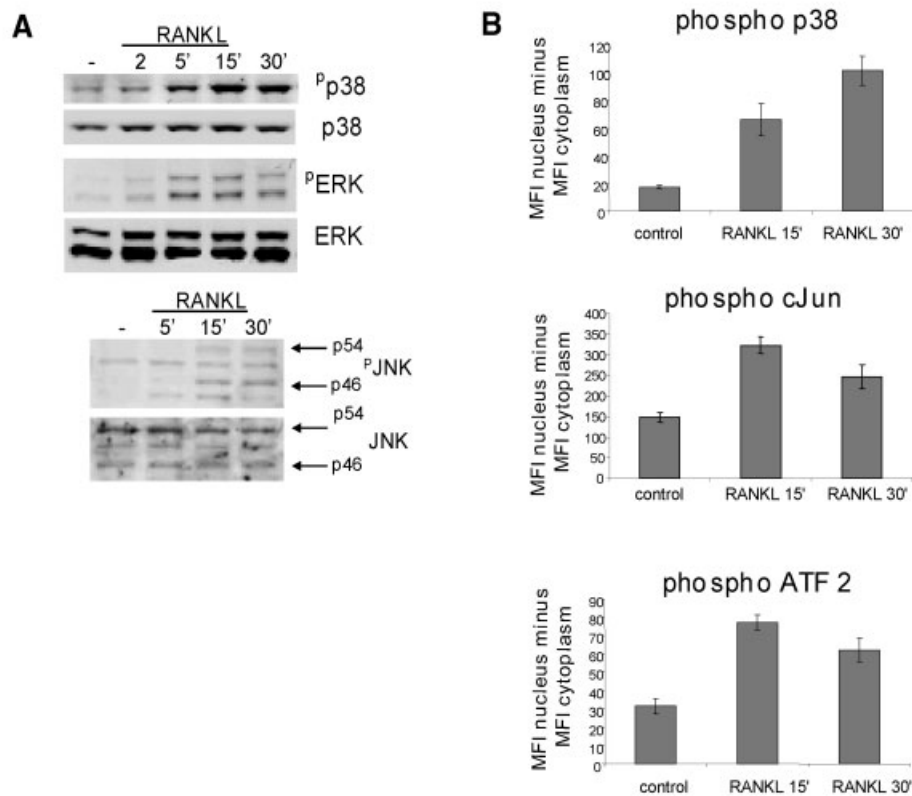 A
RANKL
- 2 5' 15' 30'
Pp38
p38
PERK
ERK
RANKL
- 5' 15' 30'
p54
PJNK
p46
p54
JNK
p46
B
phospho p38
MFI nucleus minus
MFI cytoplasm
120
100
80
60
40
20
0
control RANKL 15' RANKL 30'
phospho cJun
MFI nucleus minus
MFI cytoplasm
400
350
300
250
200
150
100
50
0
control RANKL 15' RANKL 30'
phospho ATF 2
MFI nucleus minus
MFI cytoplasm
90
80
70
60
50
40
30
20
10
0
control RANKL 15' RANKL 30'